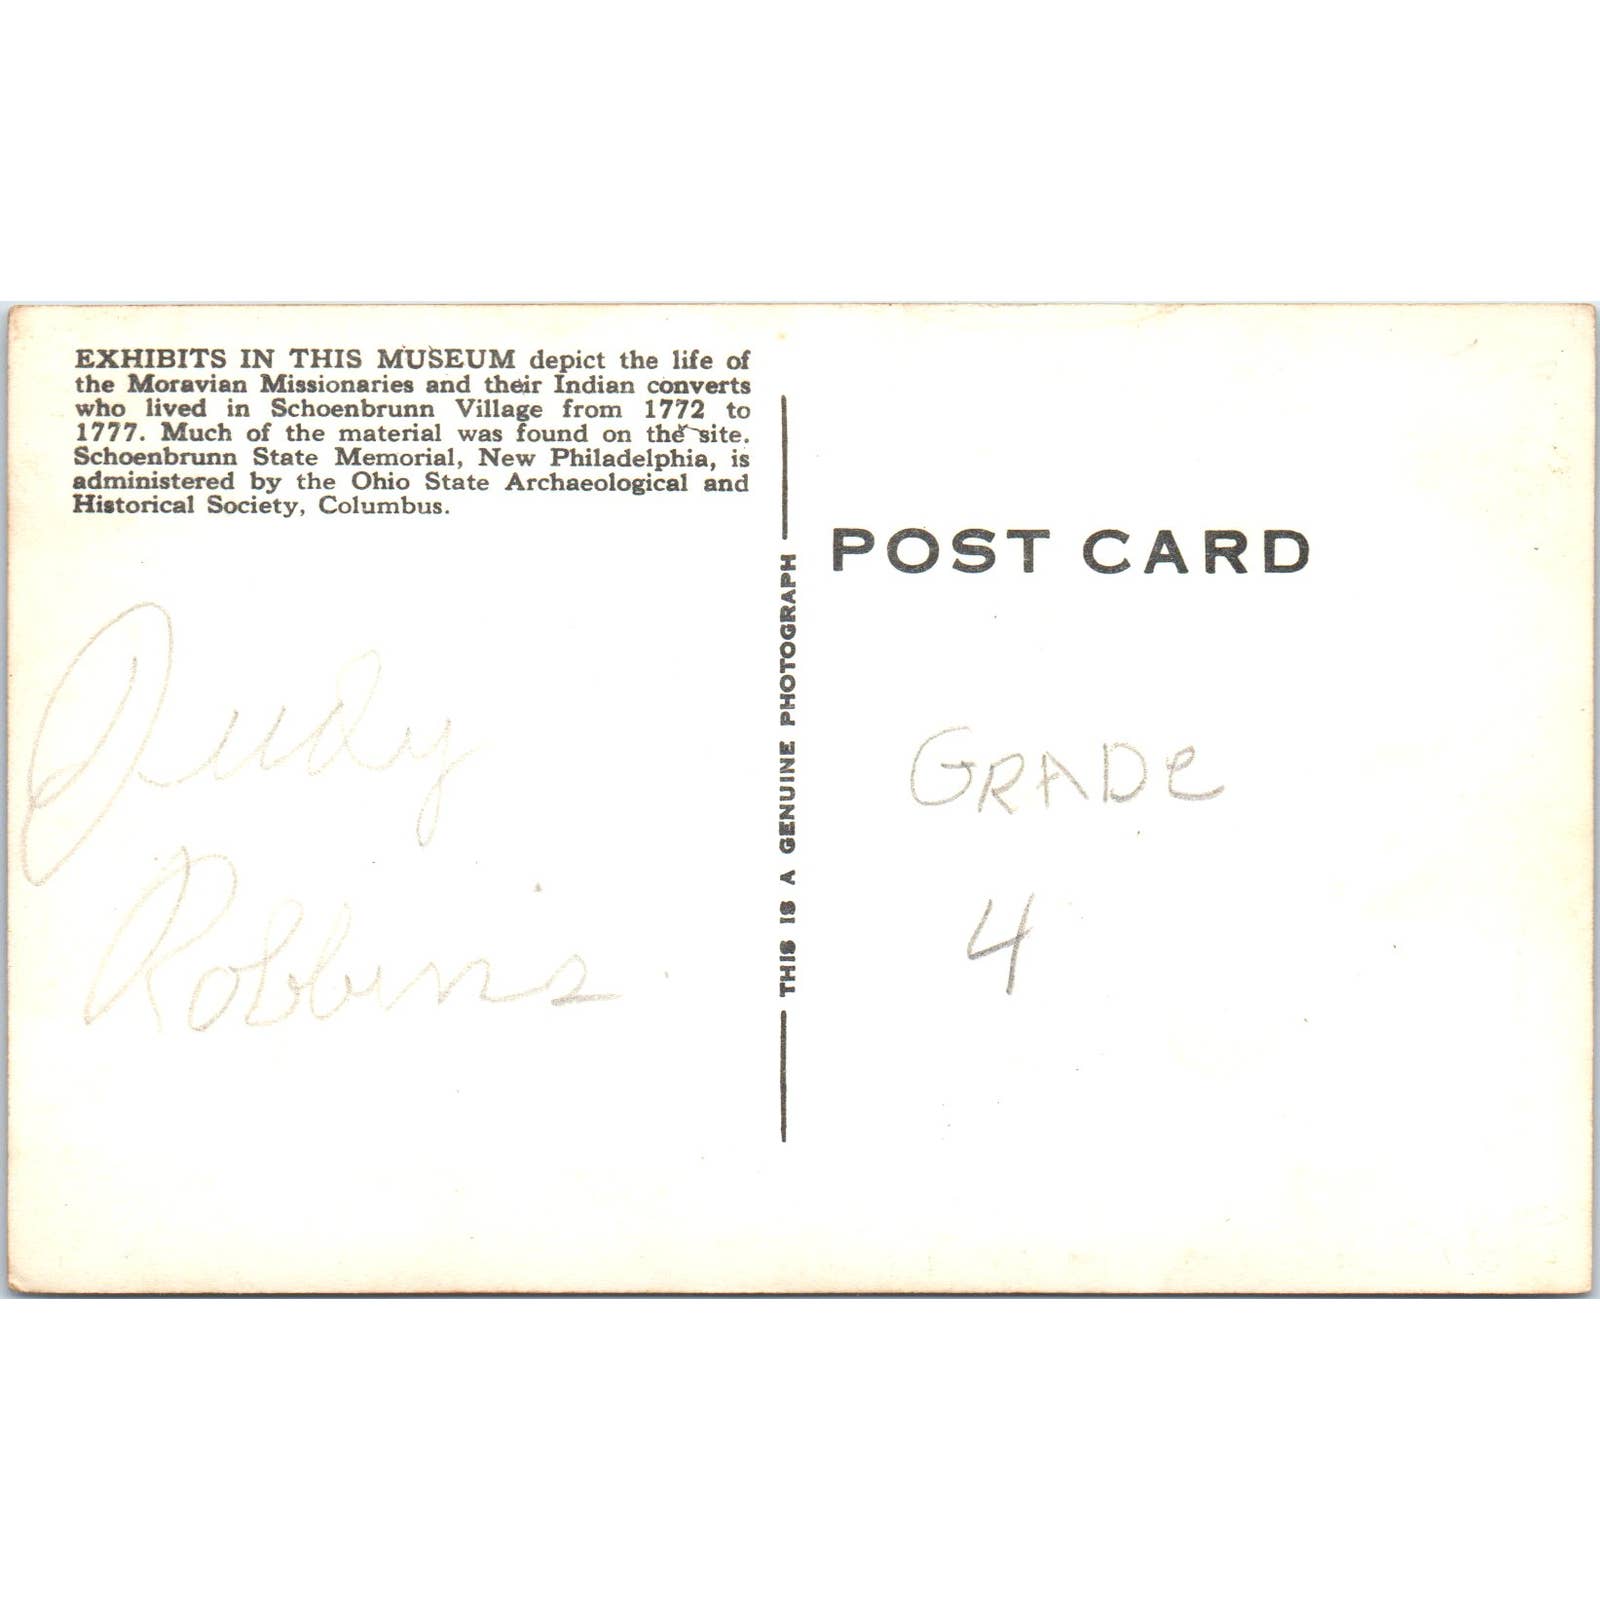 EXHIBITS IN THIS MUSEUM depict the life of
the Moravian Missionaries and their Indian converts
who lived in Schoenbrunn Village from 1772 to
1777. Much of the material was found on the site.
Schoenbrunn State Memorial, New Philadelphia, is
administered by the Ohio State Archaeological and
Historical Society, Columbus.
Judy
Robbins
THIS IS A GENUINE PHOTOGRAPH
POST CARD
GRADe
4